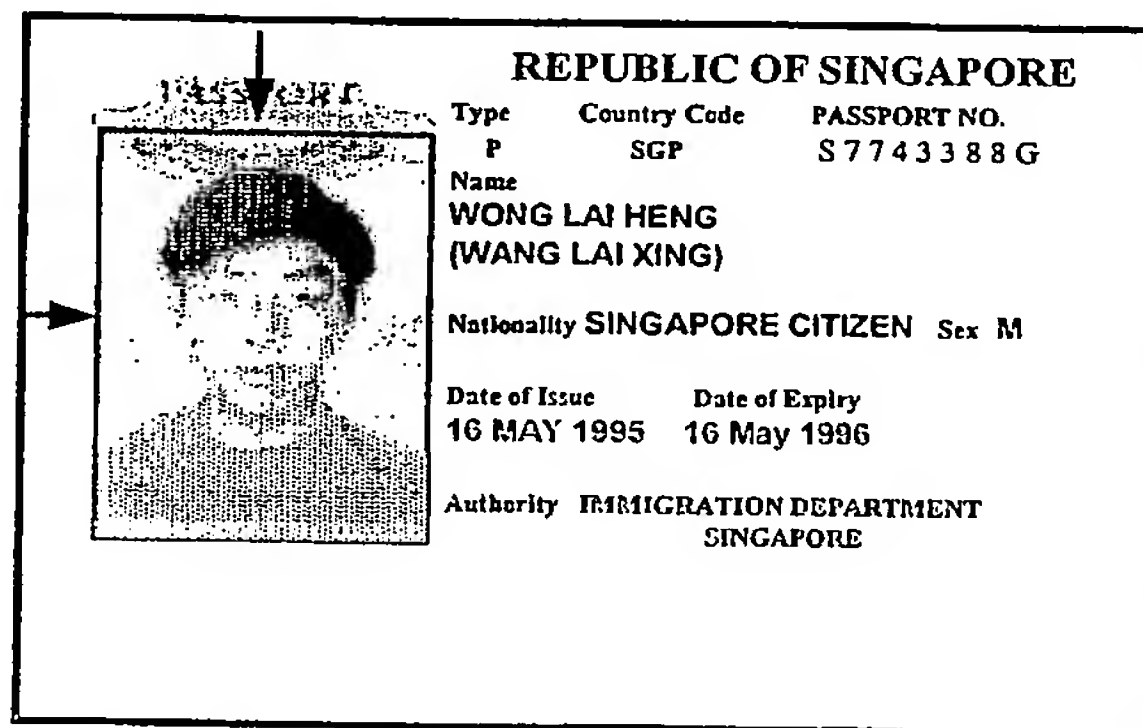 REPUBLIC OF SINGAPORE
PASSPORT
Type Country Code PASSPORT NO.
P SGP S7743388G
Name
WONG LAI HENG
(WANG LAI XING)
Nationality SINGAPORE CITIZEN Sex M
Date of Issue Date of Expiry
16 MAY 1995 16 May 1996
Authority IMMIGRATION DEPARTMENT
SINGAPORE